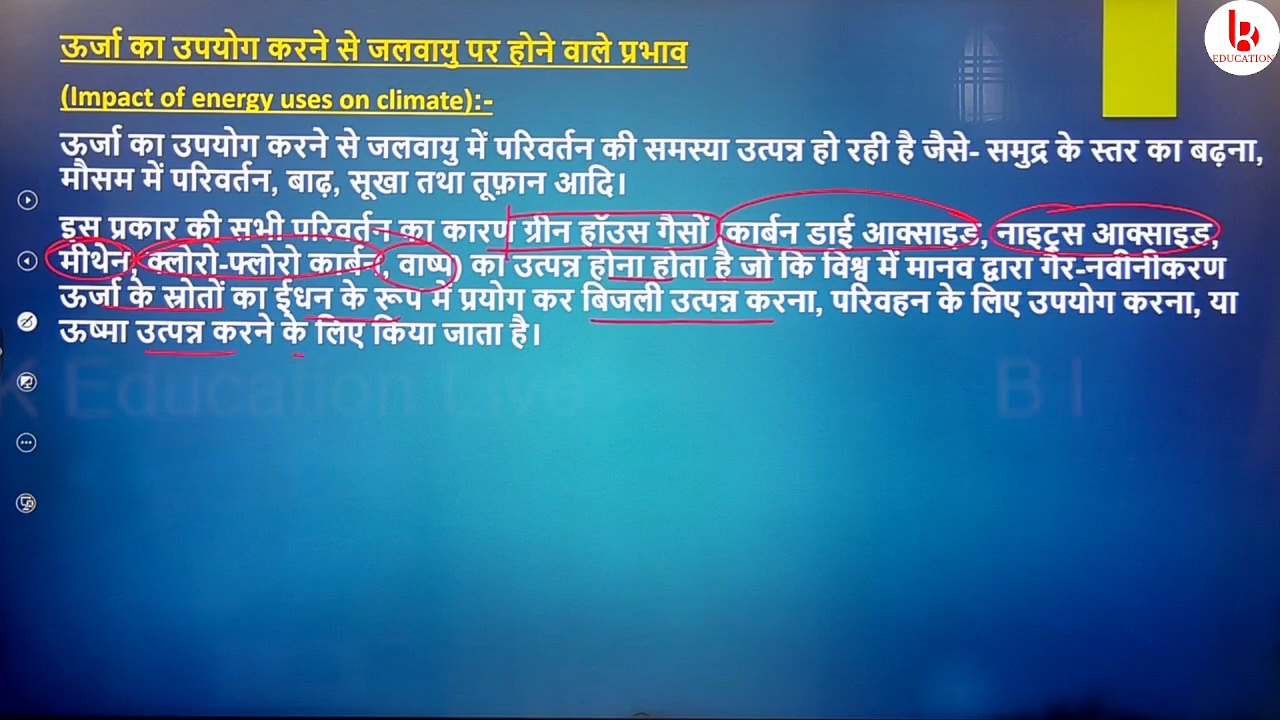 ऊर्जा का उपयोग करने से जलवायु पर होने वाले प्रभाव
(Impact of energy uses on climate):-
ऊर्जा का उपयोग करने से जलवायु में परिवर्तन की समस्या उत्पन्न हो रही है जैसे- समुद्र के स्तर का बढ़ना,
मौसम में परिवर्तन, बाढ़, सूखा तथा तूफ़ान आदि।
इस प्रकार की सभी परिवर्तन का कारण ग्रीन हॉउस गैसों (कार्बन डाई आक्साइड, नाइट्रस आक्साइड,
मीथेन, क्लोरो-फ्लोरो कार्बन, वाष्प) का उत्पन्न होना होता है जो कि विश्व में मानव द्वारा गैर-नवीनीकरण
ऊर्जा के स्रोतों का ईधन के रूप में प्रयोग कर बिजली उत्पन्न करना, परिवहन के लिए उपयोग करना, या
ऊष्मा उत्पन्न करने के लिए किया जाता है।
K EDUCATION
K Education Live
B I